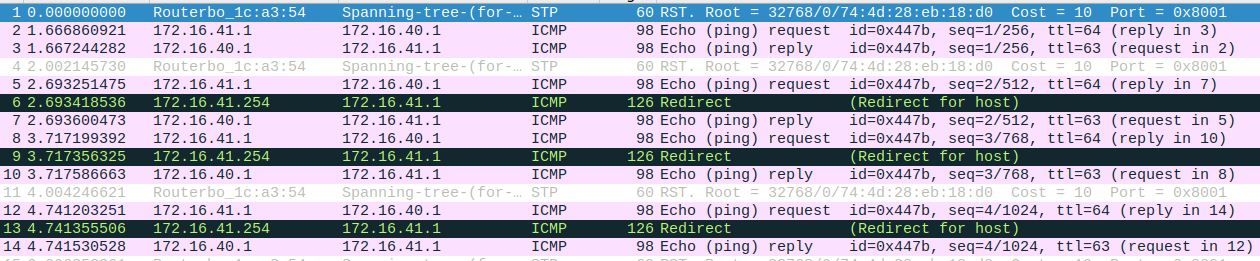 1 0.000000000 Routerbo_1c:a3:54 Spanning-tree-(for-… STP 60 RST. Root = 32768/0/74:4d:28:eb:18:d0 Cost = 10 Port = 0x8001
2 1.666860921 172.16.41.1 172.16.40.1 ICMP 98 Echo (ping) request id=0x447b, seq=1/256, ttl=64 (reply in 3)
3 1.667244282 172.16.40.1 172.16.41.1 ICMP 98 Echo (ping) reply id=0x447b, seq=1/256, ttl=63 (request in 2)
4 2.002145730 Routerbo_1c:a3:54 Spanning-tree-(for-… STP 60 RST. Root = 32768/0/74:4d:28:eb:18:d0 Cost = 10 Port = 0x8001
5 2.693251475 172.16.41.1 172.16.40.1 ICMP 98 Echo (ping) request id=0x447b, seq=2/512, ttl=64 (reply in 7)
6 2.693418536 172.16.41.254 172.16.41.1 ICMP 126 Redirect (Redirect for host)
7 2.693600473 172.16.40.1 172.16.41.1 ICMP 98 Echo (ping) reply id=0x447b, seq=2/512, ttl=63 (request in 5)
8 3.717199392 172.16.41.1 172.16.40.1 ICMP 98 Echo (ping) request id=0x447b, seq=3/768, ttl=64 (reply in 10)
9 3.717356325 172.16.41.254 172.16.41.1 ICMP 126 Redirect (Redirect for host)
10 3.717586663 172.16.40.1 172.16.41.1 ICMP 98 Echo (ping) reply id=0x447b, seq=3/768, ttl=63 (request in 8)
11 4.004246621 Routerbo_1c:a3:54 Spanning-tree-(for-… STP 60 RST. Root = 32768/0/74:4d:28:eb:18:d0 Cost = 10 Port = 0x8001
12 4.741203251 172.16.41.1 172.16.40.1 ICMP 98 Echo (ping) request id=0x447b, seq=4/1024, ttl=64 (reply in 14)
13 4.741355506 172.16.41.254 172.16.41.1 ICMP 126 Redirect (Redirect for host)
14 4.741530528 172.16.40.1 172.16.41.1 ICMP 98 Echo (ping) reply id=0x447b, seq=4/1024, ttl=63 (request in 12)